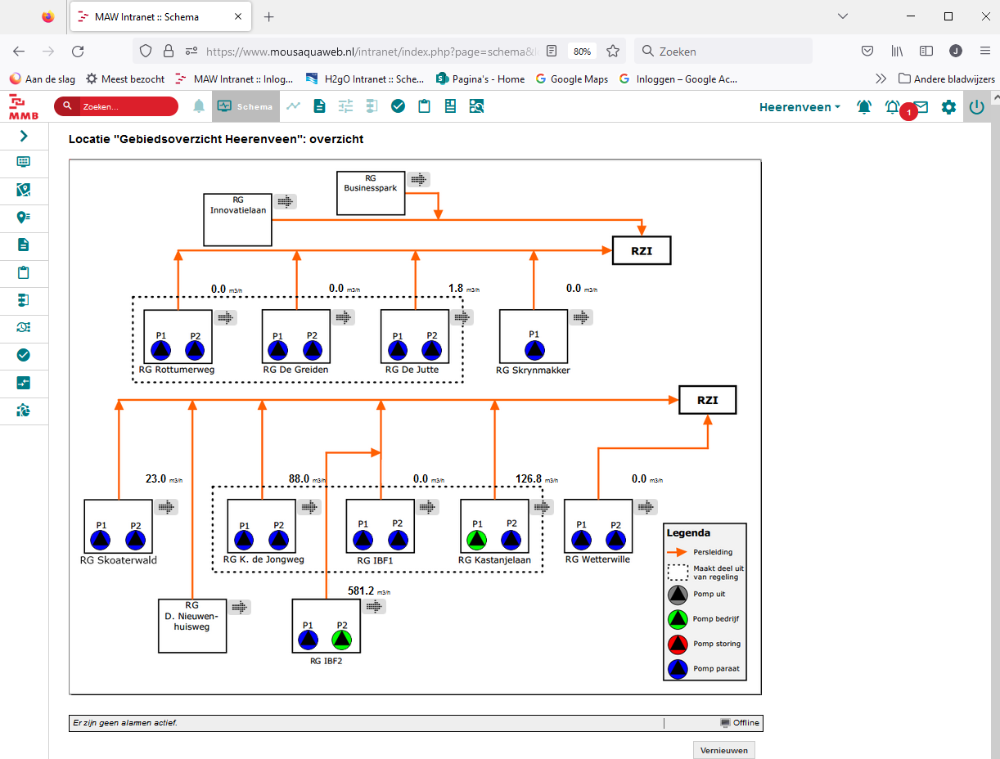 MAW Intranet :: Schema
https://www.mousaquaweb.nl/intranet/index.php?page=schema&l
80%
Zoeken
Aan de slag
Meest bezocht
MAW Intranet :: Inlog...
H2gO Intranet :: Sche...
Pagina's - Home
Google Maps
Inloggen – Google Ac...
Andere bladwijzers
MMB
Zoeken...
Schema
Heerenveen
1
Locatie "Gebiedsoverzicht Heerenveen": overzicht
RG
Businesspark
RG
Innovatielaan
RZI
0.0 m3/h
0.0 m3/h
1.8 m3/h
0.0 m3/h
P1 P2
P1 P2
P1 P2
P1
RG Rottumerweg
RG De Greiden
RG De Jutte
RG Skrynmakker
RZI
23.0 m3/h
88.0 m3/h
0.0 m3/h
126.8 m3/h
0.0 m3/h
P1 P2
P1 P2
P1 P2
P1 P2
P1 P2
RG Skoaterwald
RG K. de Jongweg
RG IBF1
RG Kastanjelaan
RG Wetterwille
Legenda
Persleiding
Maakt deel uit
van regeling
Pomp uit
Pomp bedrijf
Pomp storing
Pomp paraat
581.2 m3/h
RG
D. Nieuwen-
huisweg
P1 P2
RG IBF2
Er zijn geen alarmen actief.
Offline
Vernieuwen